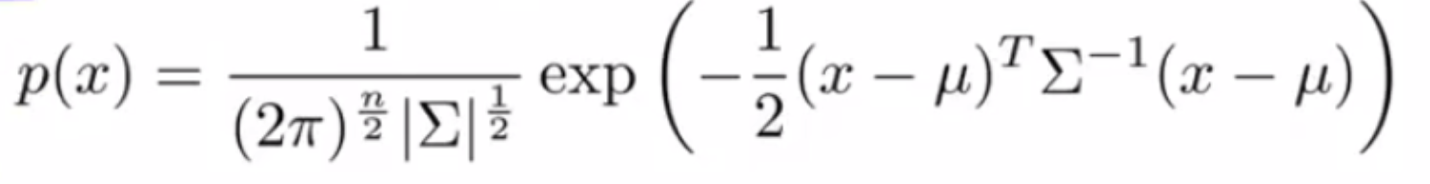 p(x) = \frac{1}{(2\pi)^{\frac{n}{2}} |\Sigma|^{\frac{1}{2}}} \exp\left(-\frac{1}{2}(x - \mu)^T \Sigma^{-1} (x - \mu)\right)